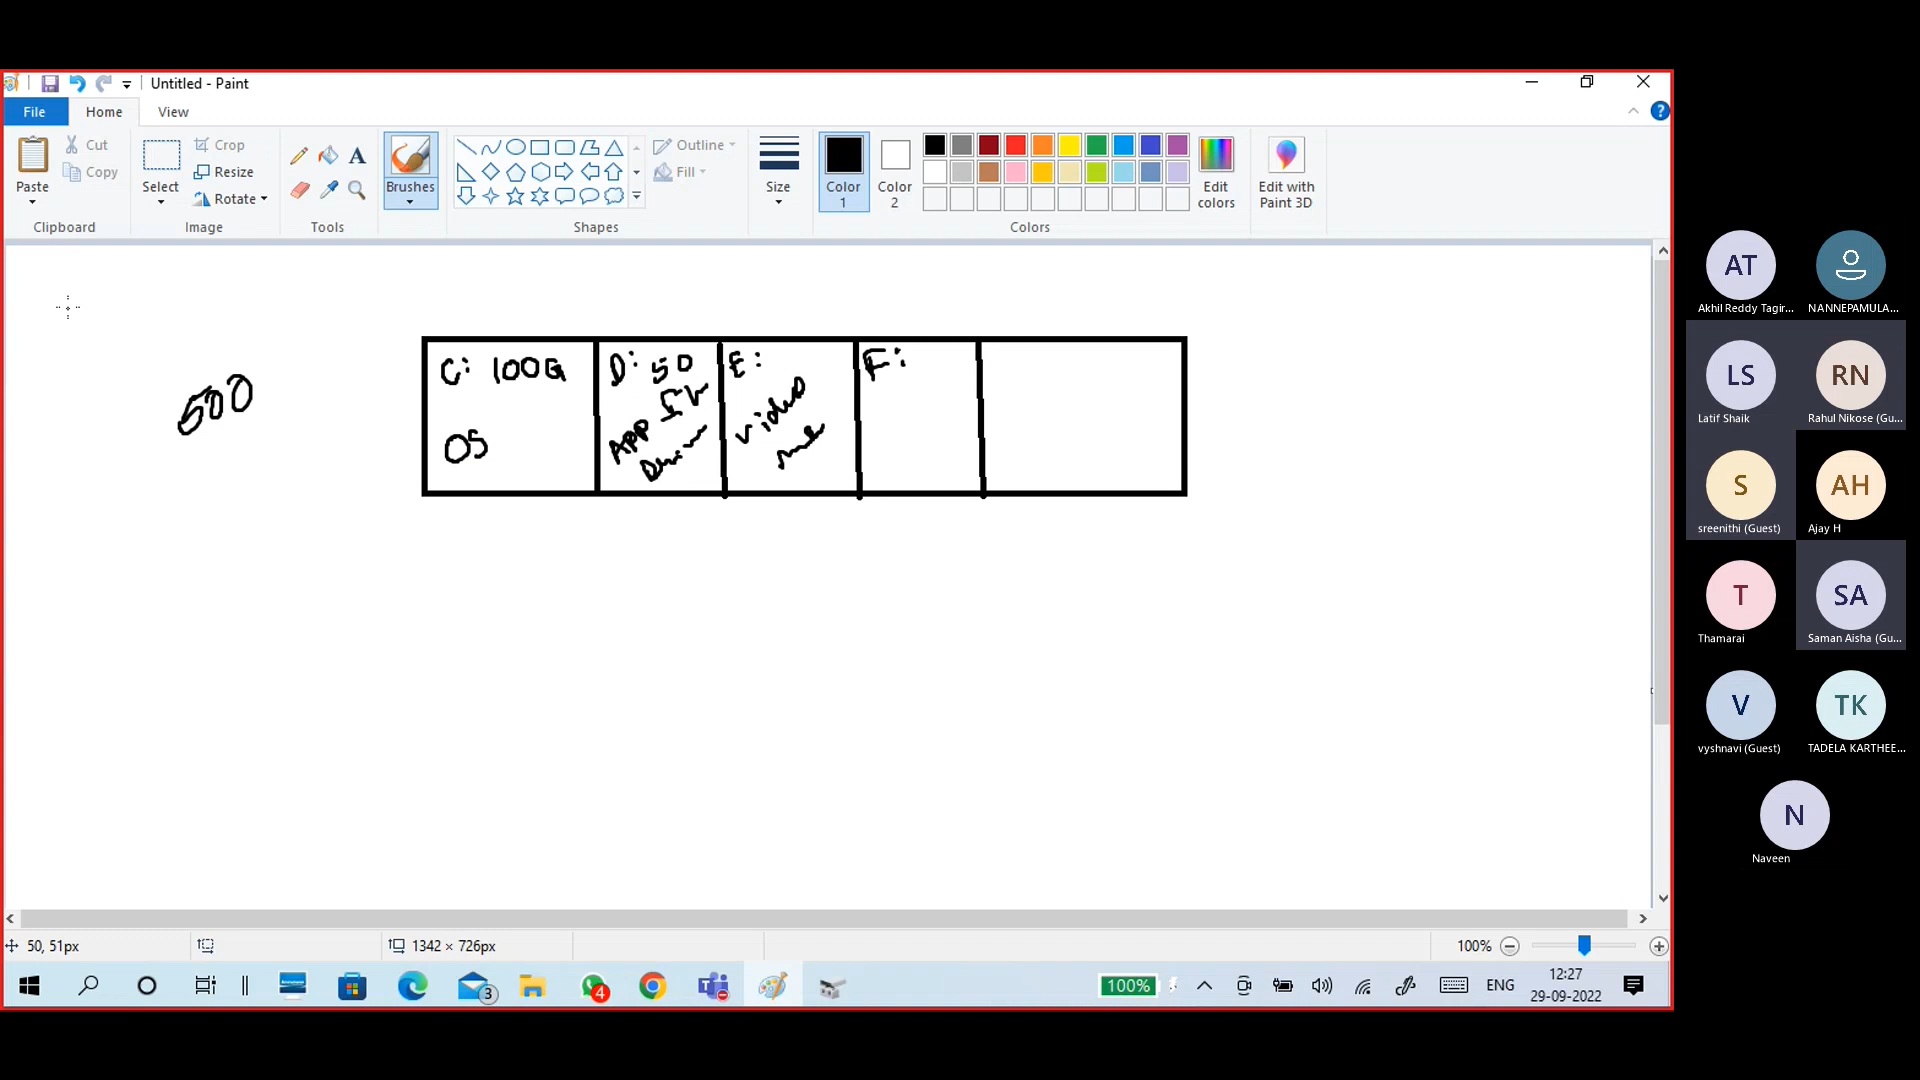 Untitled - Paint
File Home View
Paste
Cut
Copy
Clipboard
Select
Crop
Resize
Rotate
Image
Tools
Brushes
Shapes
Outline
Fill
Size
Color 1
Color 2
Colors
Edit colors
Edit with Paint 3D
500
C: 100G
OS
D: 50
APP
E:
video
F:
50, 51px
1342 × 726px
100%
3
4
100%
ENG
12:27
29-09-2022
AT
Akhil Reddy Tagir...
NANNEPAMULA...
LS
Latif Shaik
RN
Rahul Nikose (Gu...
S
sreenithi (Guest)
AH
Ajay H
T
Thamarai
SA
Saman Aisha (Gu...
V
vyshnavi (Guest)
TK
TADELA KARTHEE...
N
Naveen